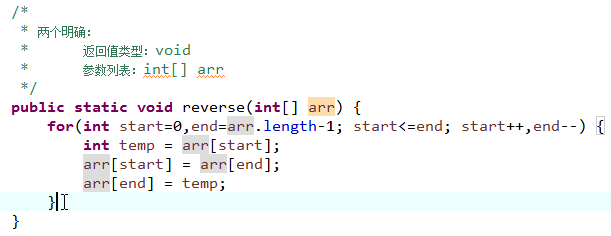 /*
 * 两个明确：
 *      返回值类型：void
 *      参数列表：int[] arr
 */
public static void reverse(int[] arr) {
    for(int start=0,end=arr.length-1; start<=end; start++,end--) {
        int temp = arr[start];
        arr[start] = arr[end];
        arr[end] = temp;
    }
}